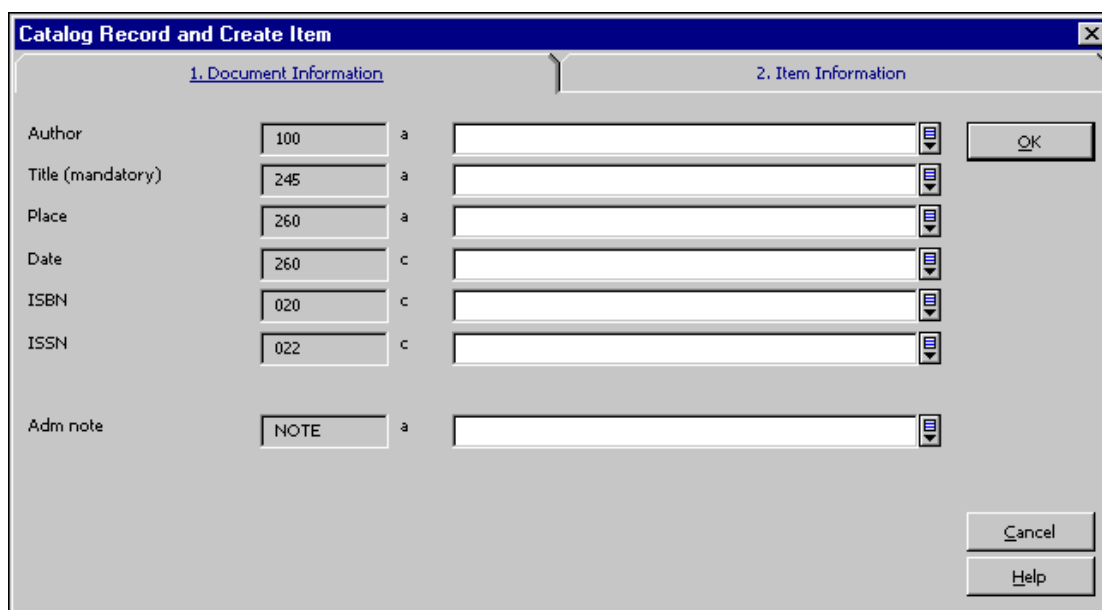 Catalog Record and Create Item
1. Document Information 2. Item Information
Author 100 a OK
Title (mandatory) 245 a
Place 260 a
Date 260 c
ISBN 020 c
ISSN 022 c
Adm note NOTE a
Cancel
Help